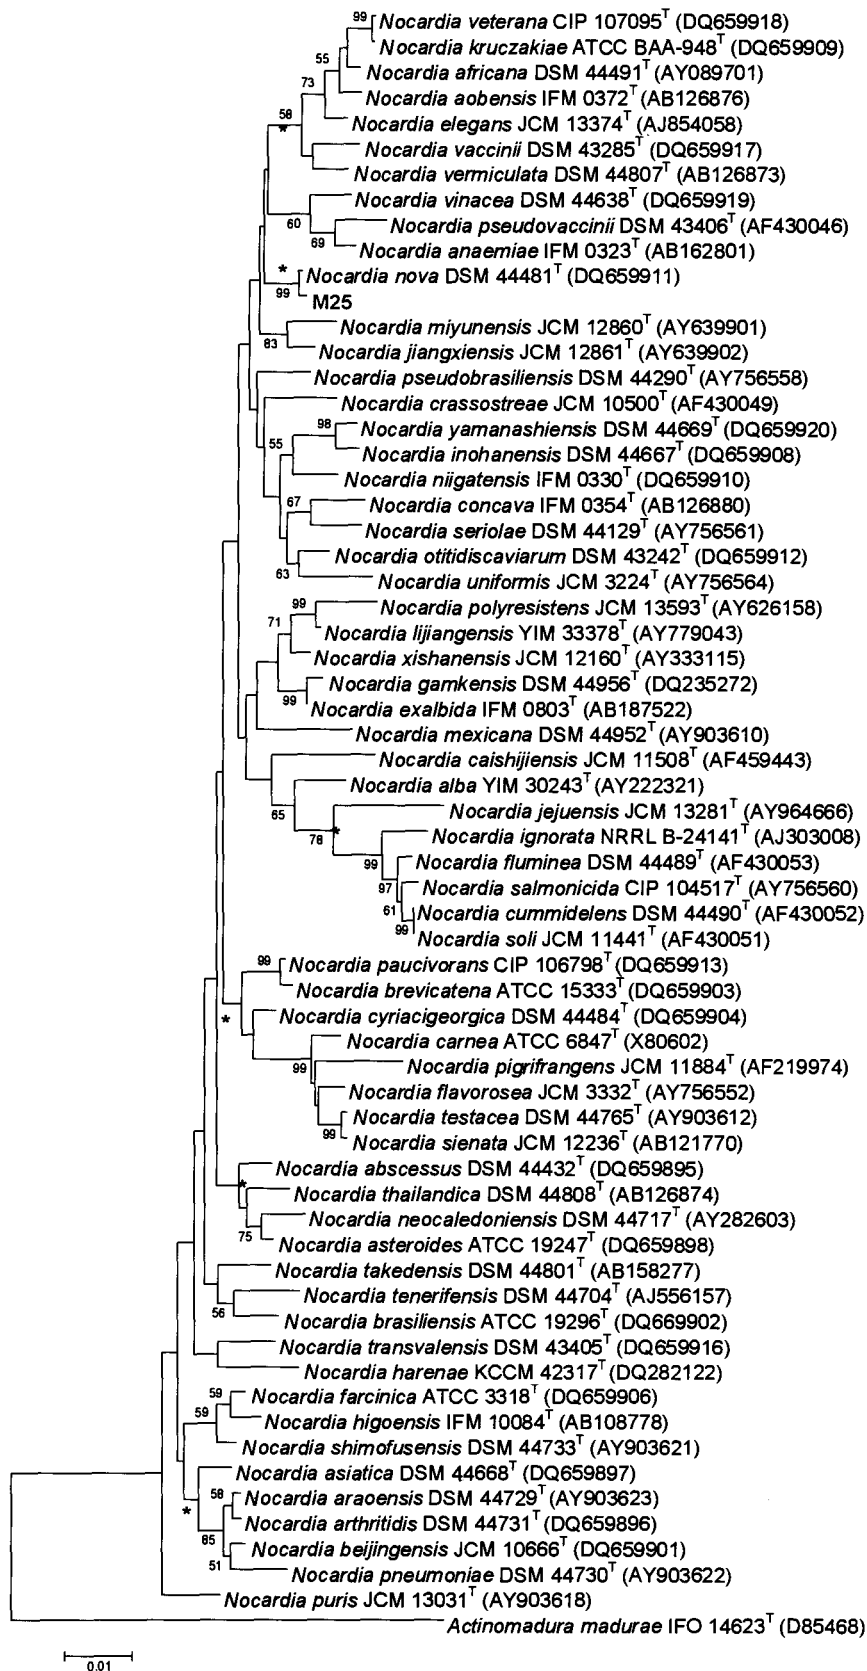 99 Nocardia veterana CIP 107095T (DQ659918)
Nocardia kruczakiae ATCC BAA-948T (DQ659909)
55 Nocardia africana DSM 44491T (AY089701)
73 Nocardia aobensis IFM 0372T (AB126876)
58 * Nocardia elegans JCM 13374T (AJ854058)
Nocardia vaccinii DSM 43285T (DQ659917)
Nocardia vermiculata DSM 44807T (AB126873)
Nocardia vinacea DSM 44638T (DQ659919)
60 Nocardia pseudovaccinii DSM 43406T (AF430046)
69 Nocardia anaemiae IFM 0323T (AB162801)
* Nocardia nova DSM 44481T (DQ659911)
99 M25
Nocardia miyunensis JCM 12860T (AY639901)
83 Nocardia jiangxiensis JCM 12861T (AY639902)
Nocardia pseudobrasiliensis DSM 44290T (AY756558)
Nocardia crassostreae JCM 10500T (AF430049)
98 Nocardia yamanashiensis DSM 44669T (DQ659920)
55 Nocardia inohanensis DSM 44667T (DQ659908)
Nocardia niigatensis IFM 0330T (DQ659910)
67 Nocardia concava IFM 0354T (AB126880)
Nocardia seriolae DSM 44129T (AY756561)
Nocardia otitidiscaviarum DSM 43242T (DQ659912)
63 Nocardia uniformis JCM 3224T (AY756564)
99 Nocardia polyresistens JCM 13593T (AY626158)
71 Nocardia lijiangensis YIM 33378T (AY779043)
Nocardia xishanensis JCM 12160T (AY333115)
Nocardia gamkensis DSM 44956T (DQ235272)
99 Nocardia exalbida IFM 0803T (AB187522)
Nocardia mexicana DSM 44952T (AY903610)
Nocardia caishijiensis JCM 11508T (AF459443)
Nocardia alba YIM 30243T (AY222321)
65 Nocardia jejuensis JCM 13281T (AY964666)
78 * Nocardia ignorata NRRL B-24141T (AJ303008)
99 Nocardia fluminea DSM 44489T (AF430053)
97 Nocardia salmonicida CIP 104517T (AY756560)
61 Nocardia cummidelens DSM 44490T (AF430052)
99 Nocardia soli JCM 11441T (AF430051)
99 Nocardia paucivorans CIP 106798T (DQ659913)
Nocardia brevicatena ATCC 15333T (DQ659903)
* Nocardia cyriacigeorgica DSM 44484T (DQ659904)
Nocardia carnea ATCC 6847T (X80602)
99 Nocardia pigrifrangens JCM 11884T (AF219974)
Nocardia flavorosea JCM 3332T (AY756552)
Nocardia testacea DSM 44765T (AY903612)
99 Nocardia sienata JCM 12236T (AB121770)
Nocardia abscessus DSM 44432T (DQ659895)
* Nocardia thailandica DSM 44808T (AB126874)
Nocardia neocaledoniensis DSM 44717T (AY282603)
75 Nocardia asteroides ATCC 19247T (DQ659898)
Nocardia takedensis DSM 44801T (AB158277)
Nocardia tenerifensis DSM 44704T (AJ556157)
56 Nocardia brasiliensis ATCC 19296T (DQ669902)
Nocardia transvalensis DSM 43405T (DQ659916)
Nocardia harenae KCCM 42317T (DQ282122)
59 Nocardia farcinica ATCC 3318T (DQ659906)
59 Nocardia higoensis IFM 10084T (AB108778)
Nocardia shimofusensis DSM 44733T (AY903621)
Nocardia asiatica DSM 44668T (DQ659897)
* 58 Nocardia araoensis DSM 44729T (AY903623)
85 Nocardia arthritidis DSM 44731T (DQ659896)
Nocardia beijingensis JCM 10666T (DQ659901)
51 Nocardia pneumoniae DSM 44730T (AY903622)
Nocardia puris JCM 13031T (AY903618)
Actinomadura madurae IFO 14623T (D85468)
0.01